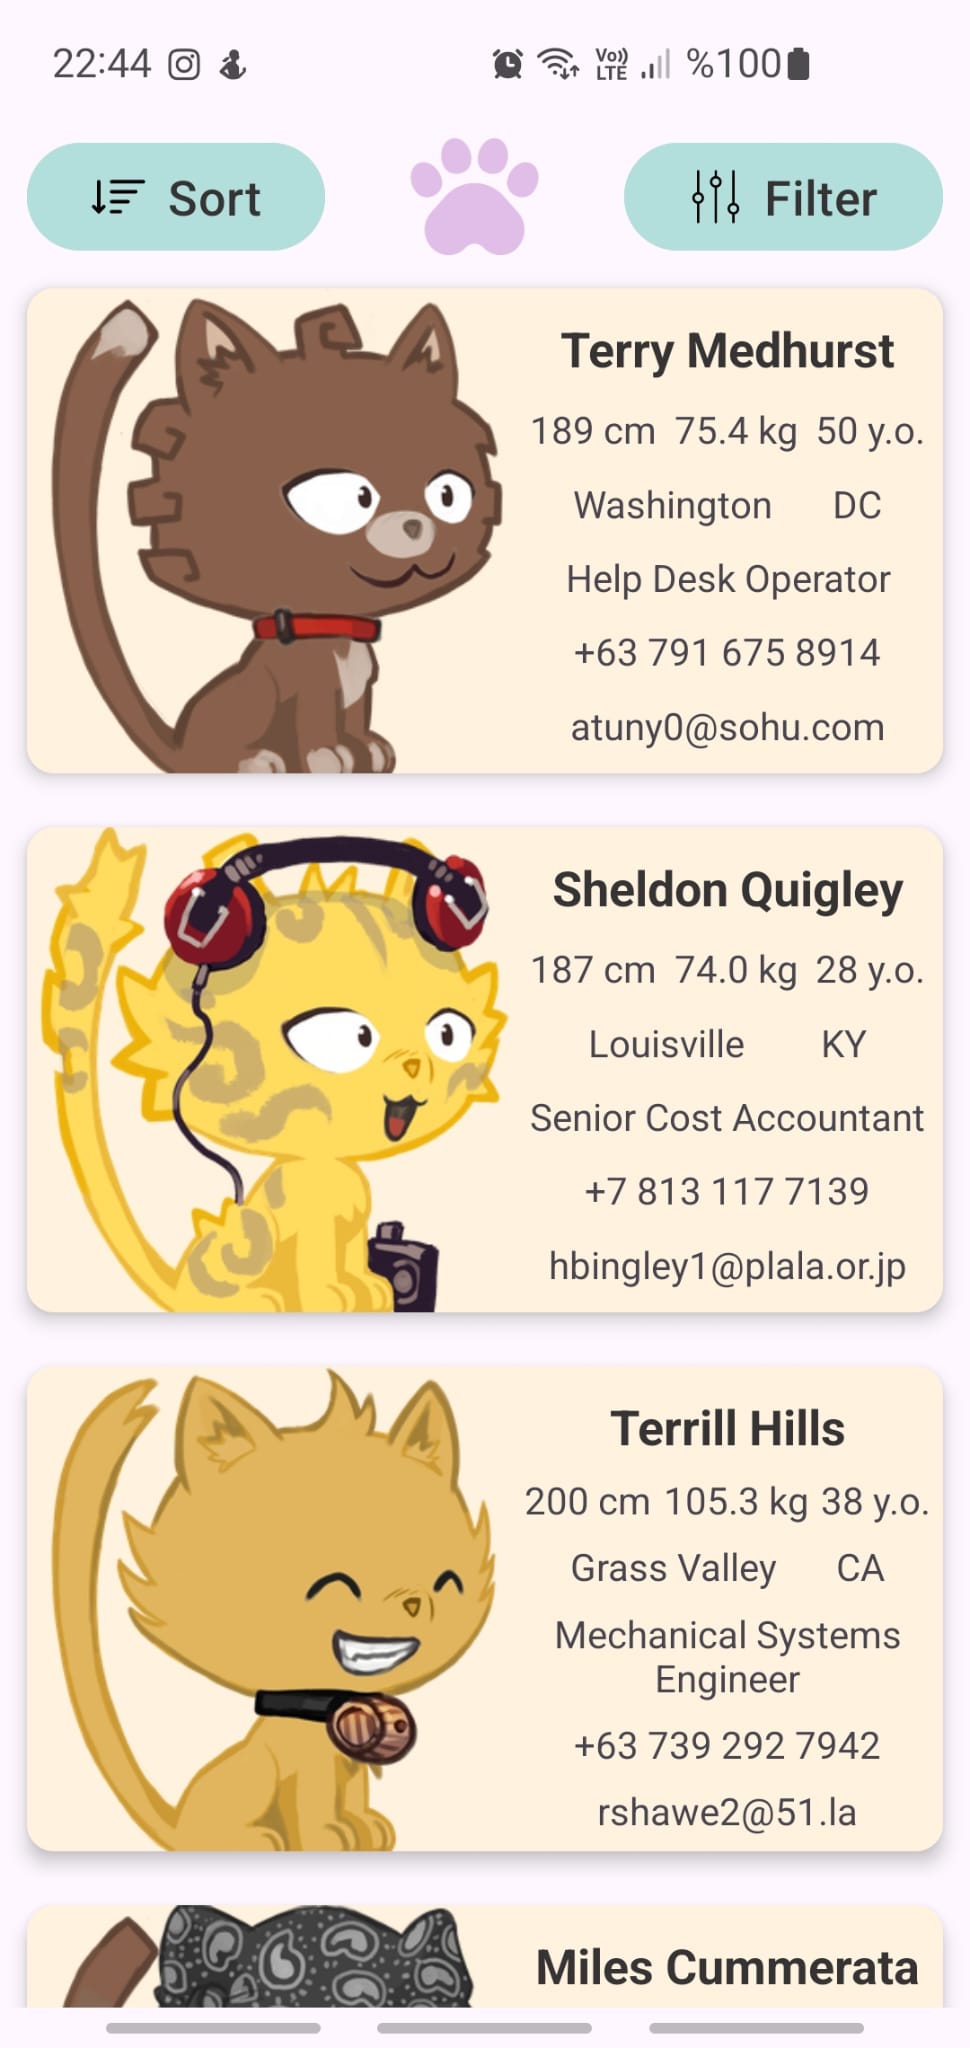 22:44 Vo)) LTE %100
Sort Filter
Terry Medhurst
189 cm 75.4 kg 50 y.o.
Washington DC
Help Desk Operator
+63 791 675 8914
atuny0@sohu.com
Sheldon Quigley
187 cm 74.0 kg 28 y.o.
Louisville KY
Senior Cost Accountant
+7 813 117 7139
hbingley1@plala.or.jp
Terrill Hills
200 cm 105.3 kg 38 y.o.
Grass Valley CA
Mechanical Systems
Engineer
+63 739 292 7942
rshawe2@51.la
Miles Cummerata